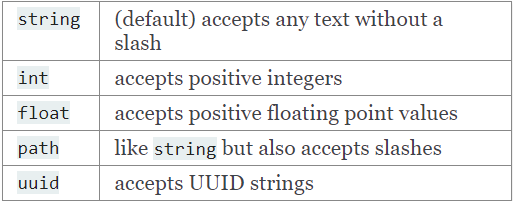 string (default) accepts any text without a
slash
int accepts positive integers
float accepts positive floating point values
path like string but also accepts slashes
uuid accepts UUID strings